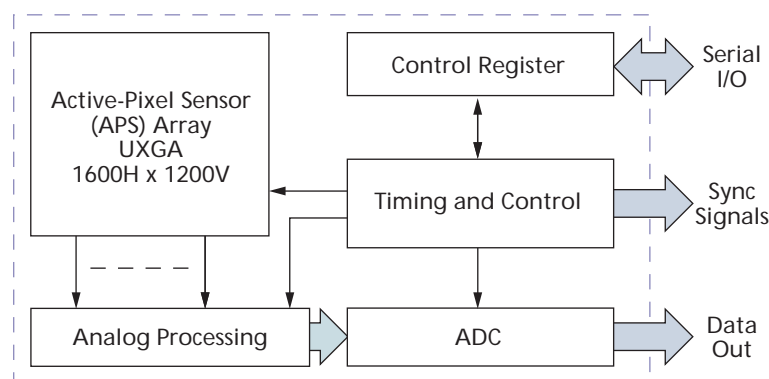 Active-Pixel Sensor
(APS) Array
UXGA
1600H x 1200V
Control Register
Serial
I/O
Timing and Control
Sync
Signals
Analog Processing
ADC
Data
Out